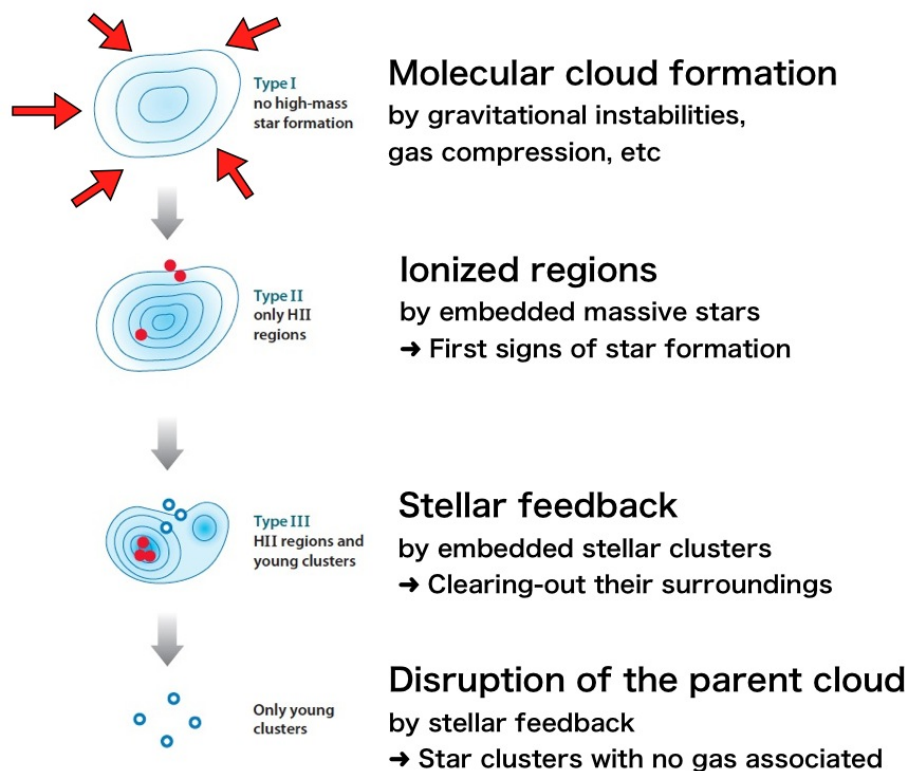 Type I
no high-mass
star formation
Molecular cloud formation
by gravitational instabilities,
gas compression, etc
Type II
only HII
regions
Ionized regions
by embedded massive stars
➜ First signs of star formation
Type III
HII regions and
young clusters
Stellar feedback
by embedded stellar clusters
➜ Clearing-out their surroundings
Only young
clusters
Disruption of the parent cloud
by stellar feedback
➜ Star clusters with no gas associated